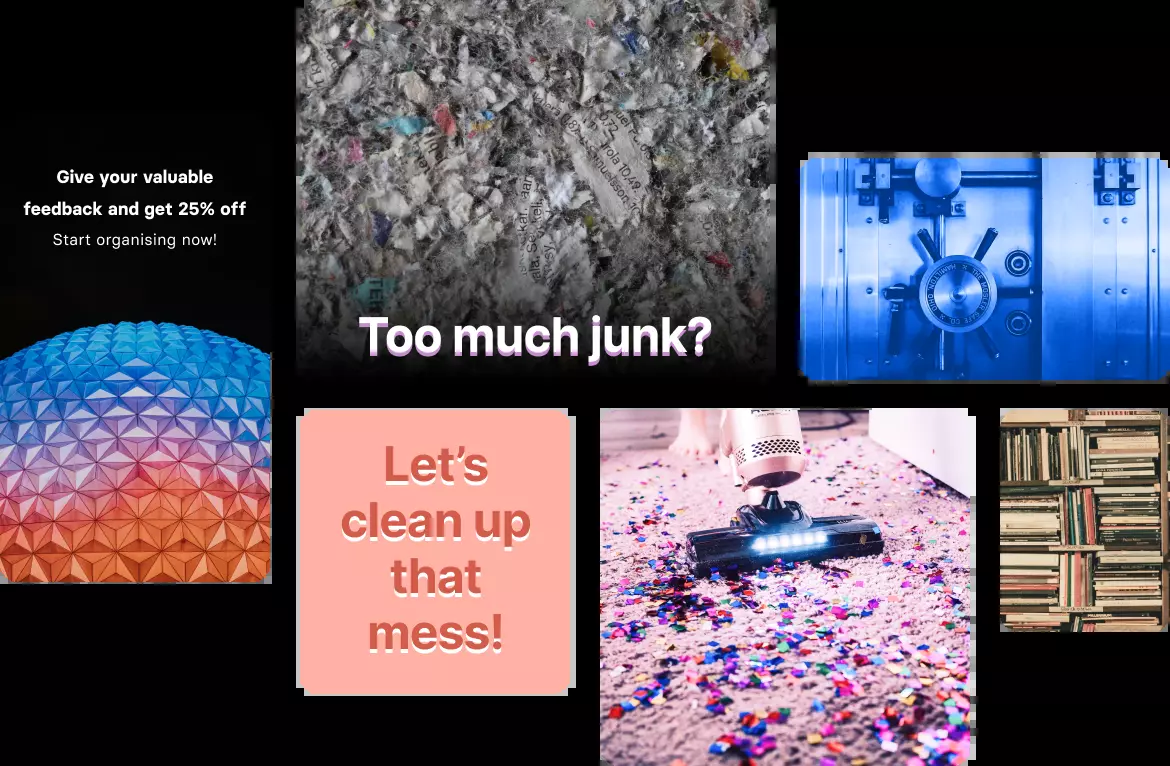 Give your valuable
feedback and get 25% off
Start organising now!
Too much junk?
Let’s
clean up
that
mess!